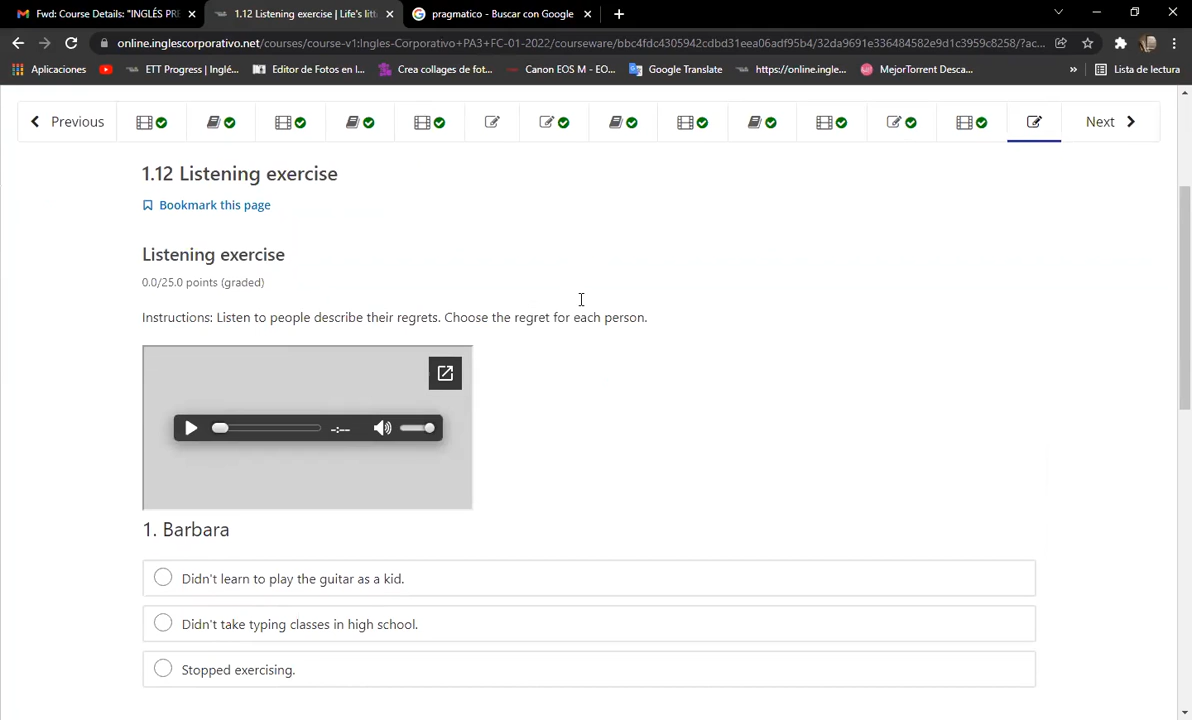 Fwd: Course Details: "INGLÉS PRE
1.12 Listening exercise | Life's litt
pragmatico - Buscar con Google
online.inglescorporativo.net/courses/course-v1:Ingles-Corporativo+PA3+FC-01-2022/courseware/bbc4fdc4305942cdbd31eea06adf95b4/32da9691e336484582e9d1c3959c8258/?ac...
Aplicaciones
ETT Progress | Inglé...
Editor de Fotos en l...
Crea collages de fot...
Canon EOS M - EO...
Google Translate
https://online.ingle...
MejorTorrent Desca...
»
Lista de lectura
Previous
Next
1.12 Listening exercise
Bookmark this page
Listening exercise
0.0/25.0 points (graded)
Instructions: Listen to people describe their regrets. Choose the regret for each person.
-:--
1. Barbara
Didn't learn to play the guitar as a kid.
Didn't take typing classes in high school.
Stopped exercising.